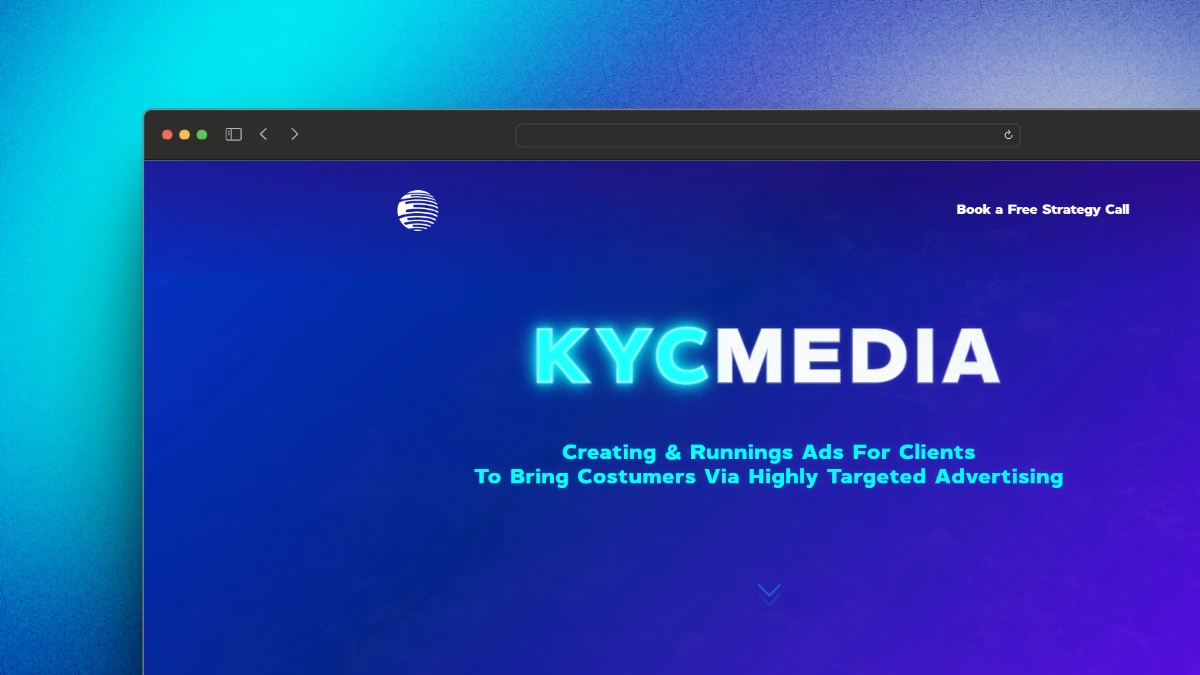 Book a Free Strategy Call
KYCMEDIA
Creating & Runnings Ads For Clients
To Bring Costumers Via Highly Targeted Advertising